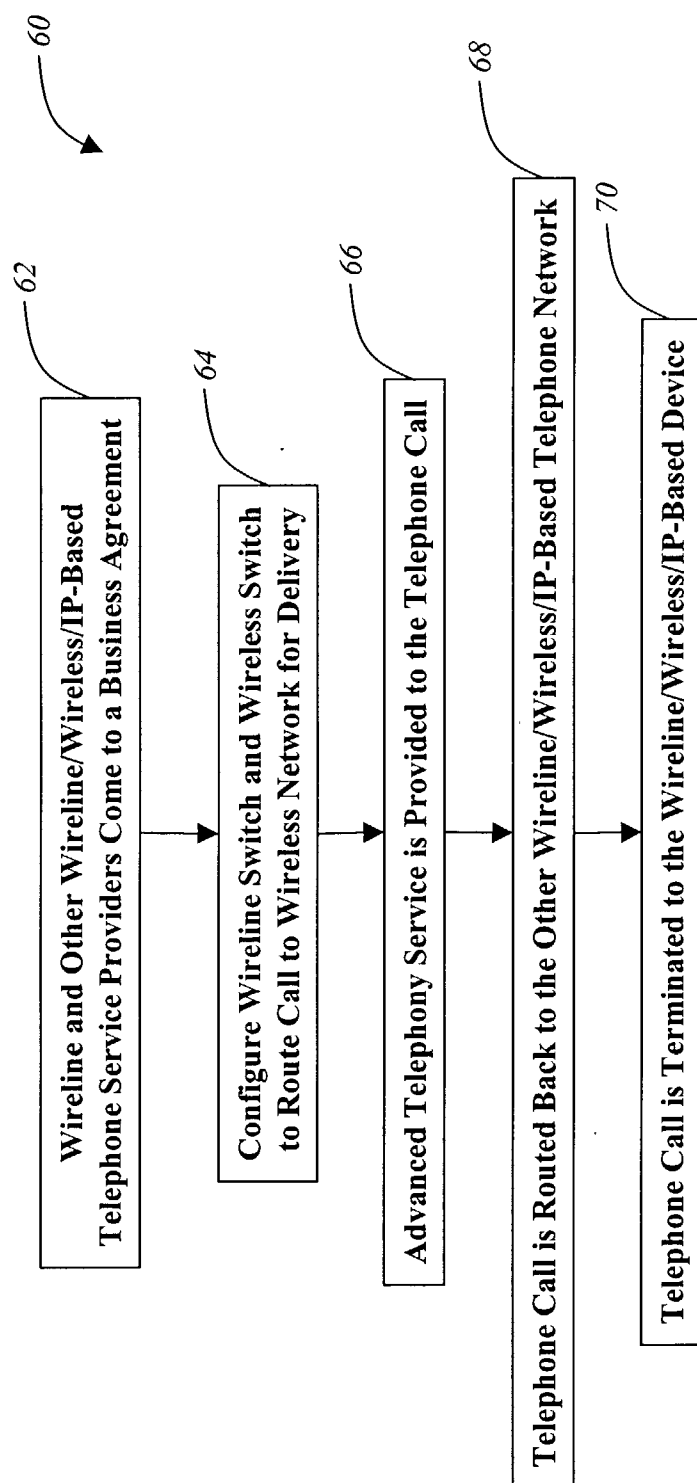 60
62
Wireline and Other Wireline/Wireless/IP-Based
Telephone Service Providers Come to a Business Agreement
64
Configure Wireline Switch and Wireless Switch
to Route Call to Wireless Network for Delivery
66
Advanced Telephony Service is Provided to the Telephone Call
68
Telephone Call is Routed Back to the Other Wireline/Wireless/IP-Based Telephone Network
70
Telephone Call is Terminated to the Wireline/Wireless/IP-Based Device